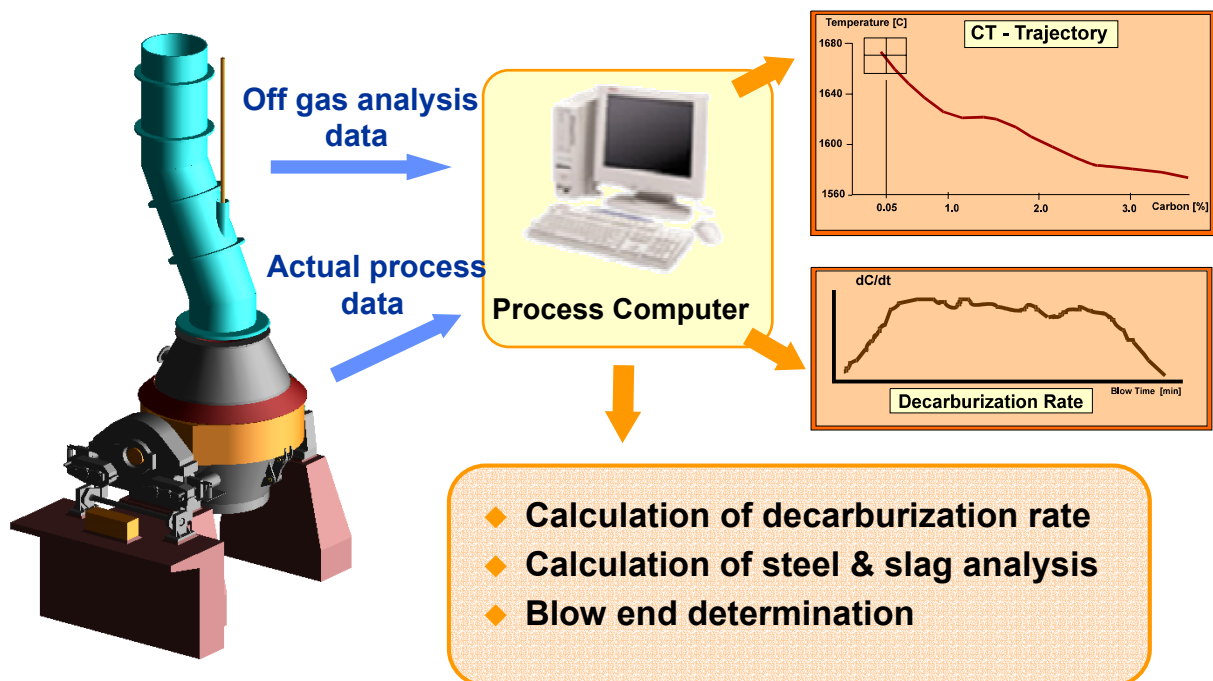 Off gas analysis
data
Actual process
data
Process Computer
Temperature [C]
CT - Trajectory
1680
1640
1600
1560
0.05
1.0
2.0
3.0
Carbon [%]
dC/dt
Blow Time [min]
Decarburization Rate
Calculation of decarburization rate
Calculation of steel & slag analysis
Blow end determination